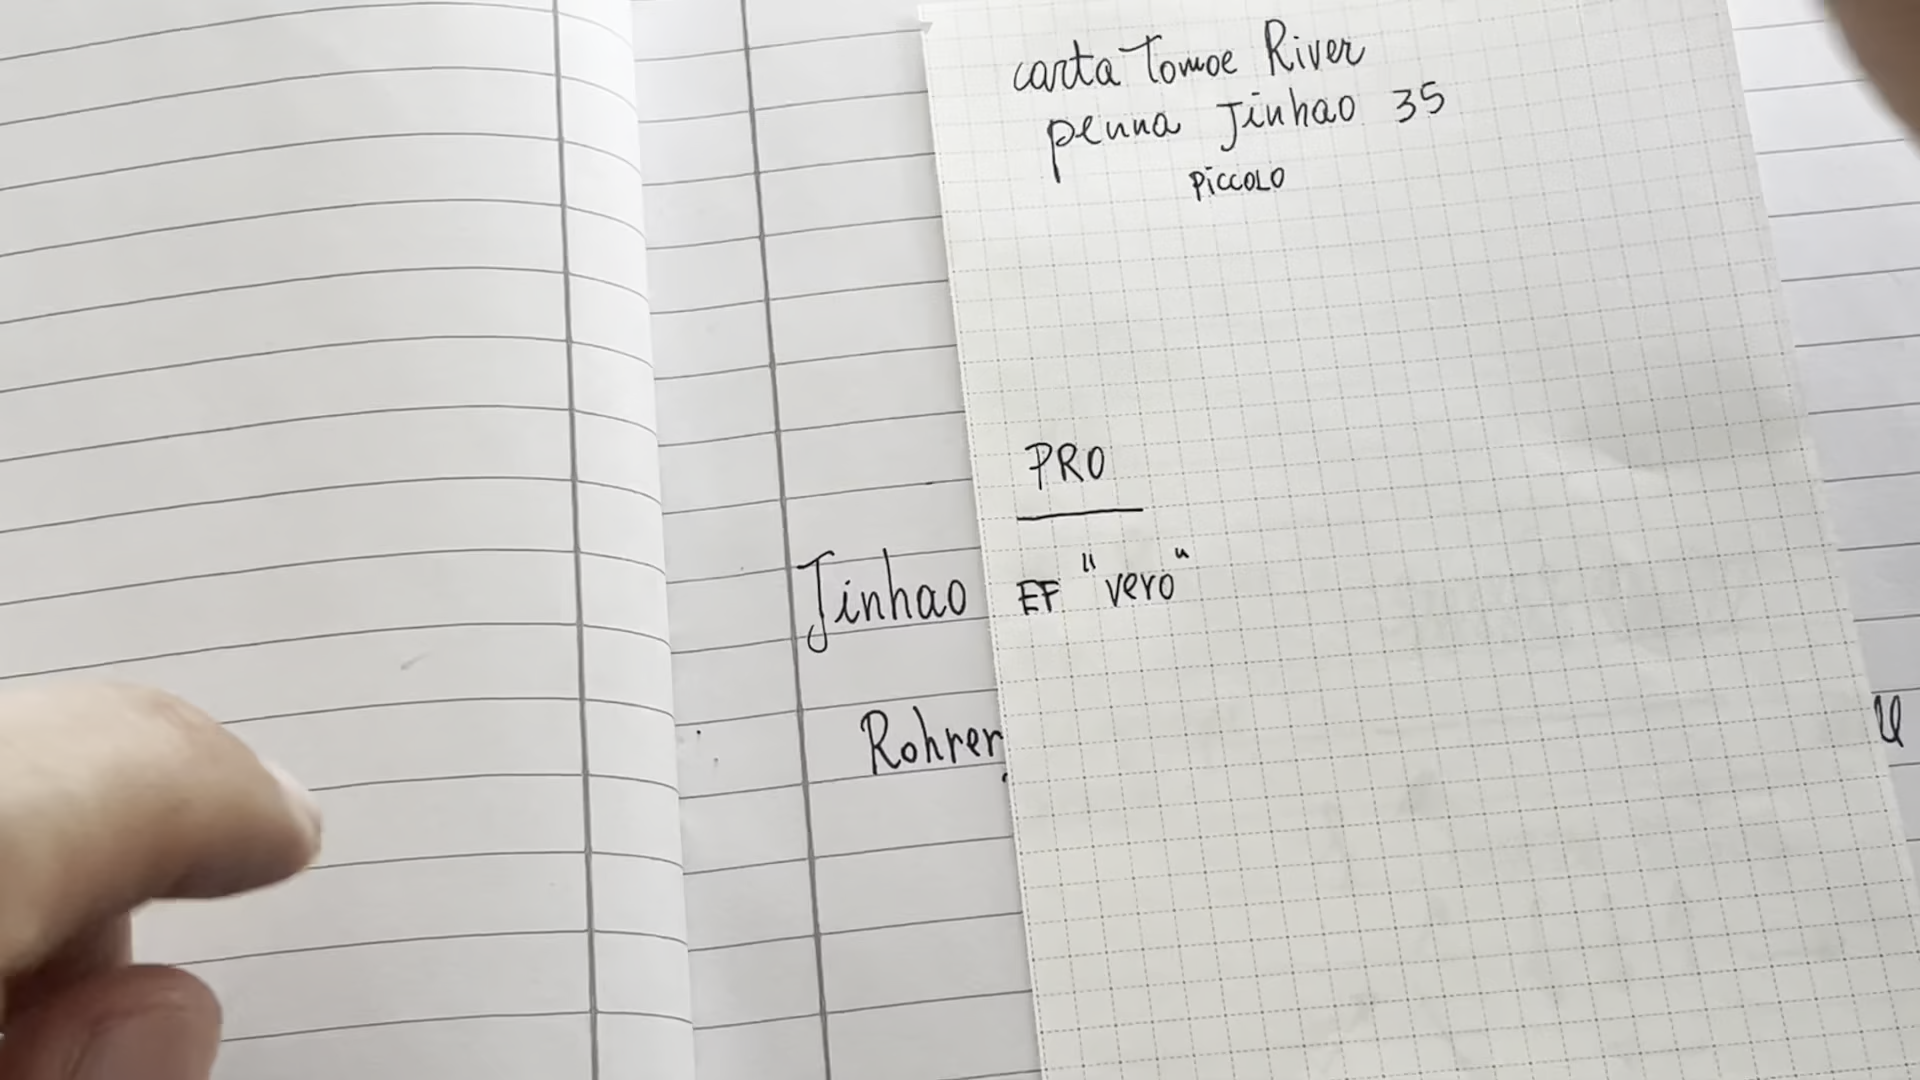 carta Tomoe River
penna Jinhao 35
PiCCOLO
PRO
EF "vero"
Jinhao
Rohrer